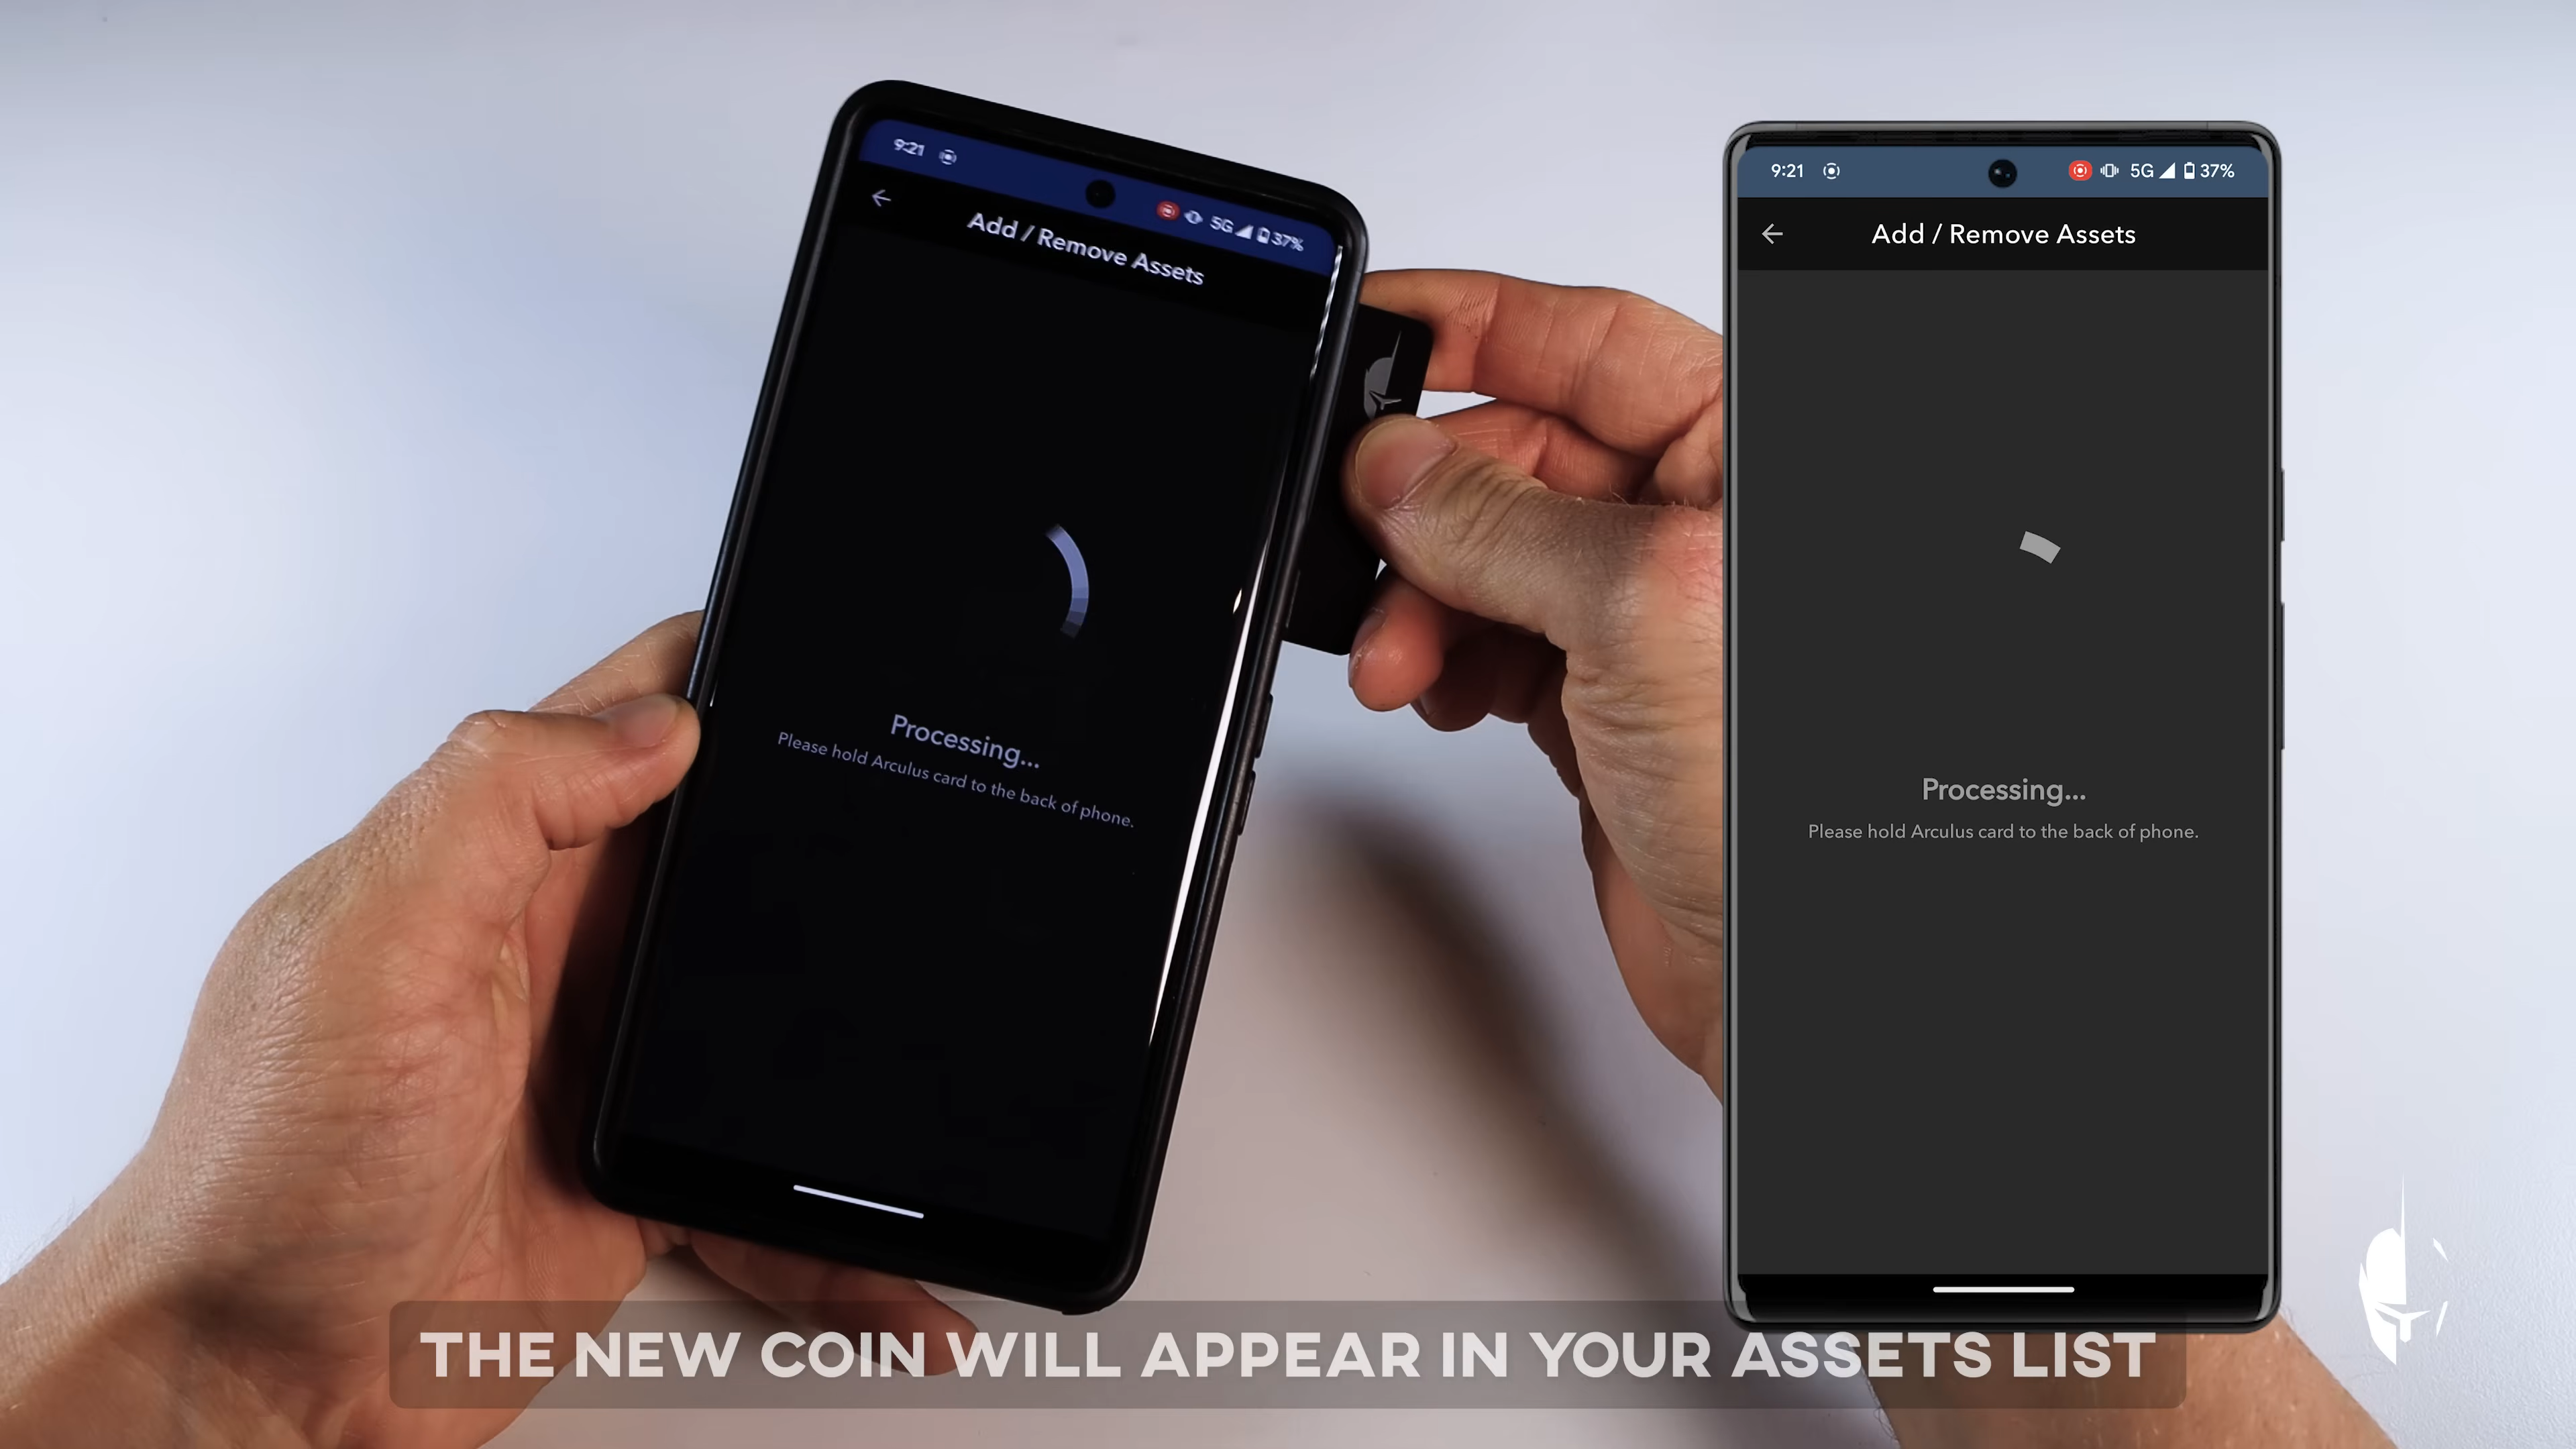 9:21 5G 37%
Add / Remove Assets
Processing...
Please hold Arculus card to the back of phone.
9:21 5G 37%
Add / Remove Assets
Processing...
Please hold Arculus card to the back of phone.
THE NEW COIN WILL APPEAR IN YOUR ASSETS LIST